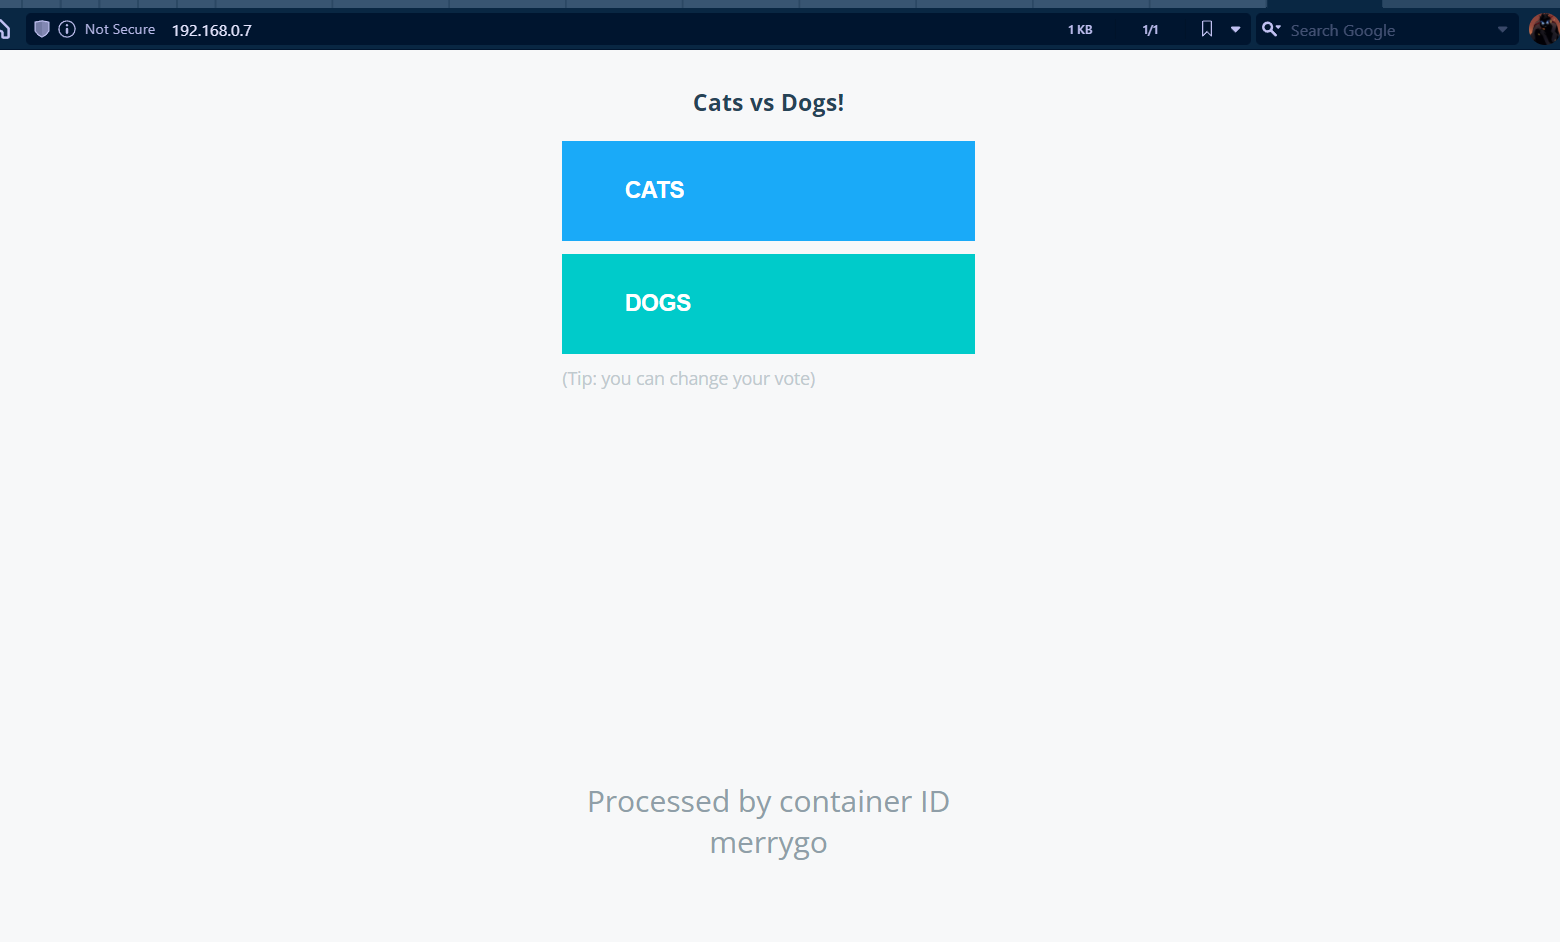 Not Secure 192.168.0.7 1 KB 1/1 Search Google
Cats vs Dogs!
CATS
DOGS
(Tip: you can change your vote)
Processed by container ID
merrygo